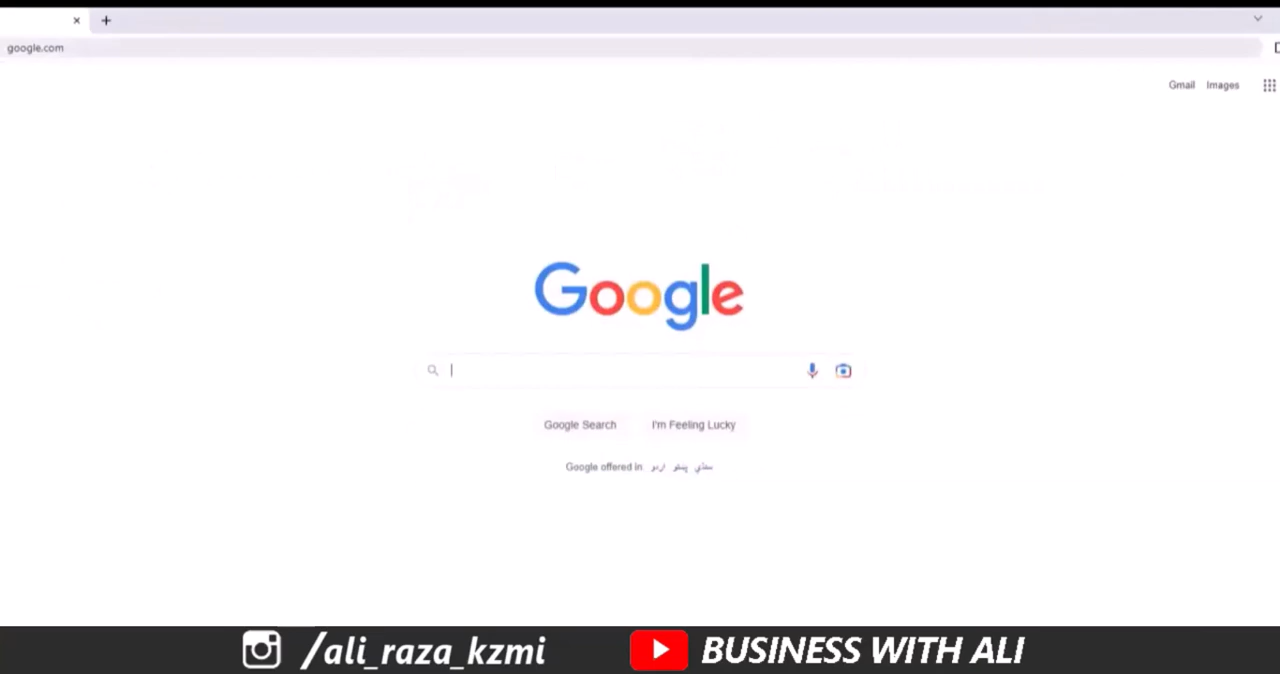 google.com
Gmail Images
Google
Google Search I'm Feeling Lucky
Google offered in: اردو پښتو سنڌي
/ali_raza_kzmi BUSINESS WITH ALI